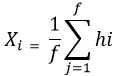 X_i = \frac{1}{f} \sum_{j=1}^{f} hi